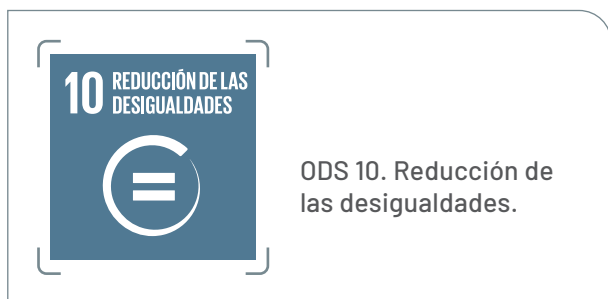 10 REDUCCIÓN DE LAS
DESIGUALDADES
ODS 10. Reducción de
las desigualdades.